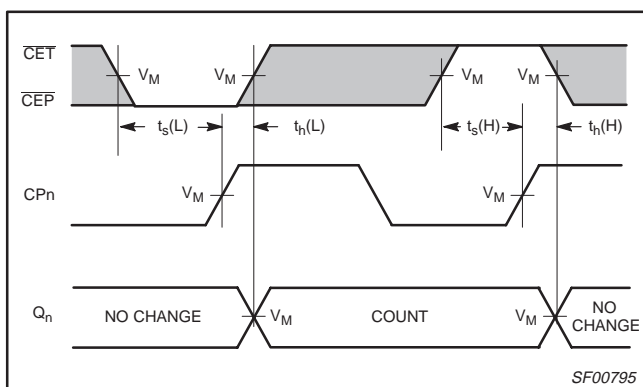 CET
V_M V_M V_M V_M
CEP
t_s(L) t_h(L) t_s(H) t_h(H)
CPn V_M V_M
Q_n NO CHANGE V_M COUNT V_M NO CHANGE
SF00795